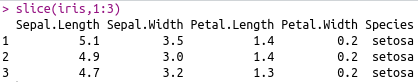 > slice(iris,1:3)
  Sepal.Length Sepal.Width Petal.Length Petal.Width Species
1          5.1         3.5          1.4         0.2  setosa
2          4.9         3.0          1.4         0.2  setosa
3          4.7         3.2          1.3         0.2  setosa